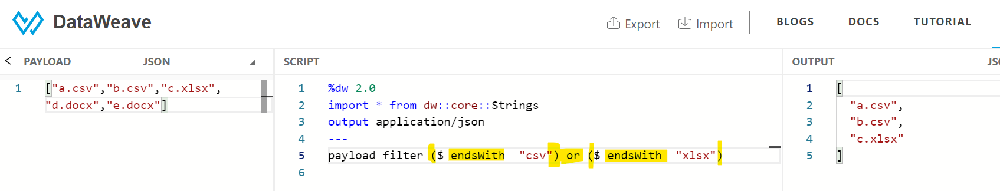 DataWeave
Export Import BLOGS DOCS TUTORIAL
< PAYLOAD JSON
1 ["a.csv","b.csv","c.xlsx",
"d.docx","e.docx"]
SCRIPT
1 %dw 2.0
2 import * from dw::core::Strings
3 output application/json
4 ---
5 payload filter ($ endsWith "csv") or ($ endsWith "xlsx")
6
OUTPUT
1 [
2 "a.csv",
3 "b.csv",
4 "c.xlsx"
5 ]